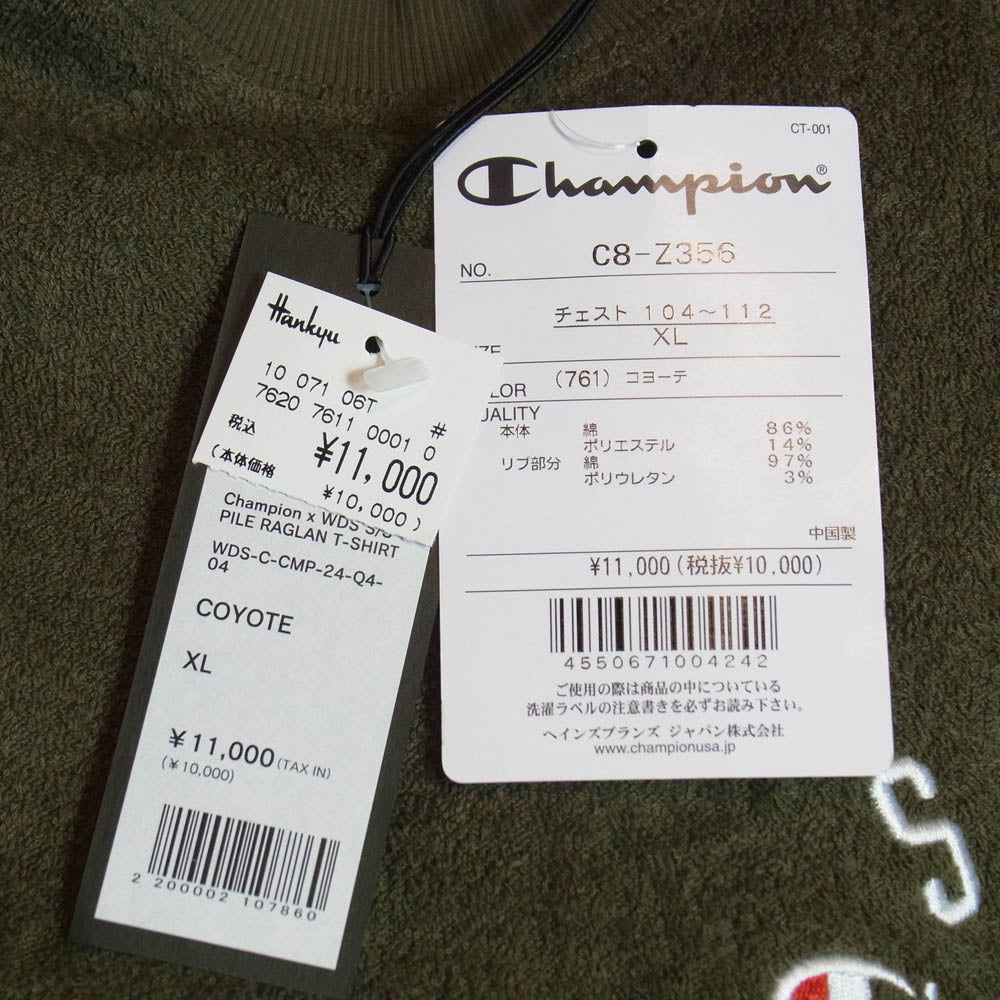 CT-001
Champion®
NO. C8-Z356
チェスト 104～112
XL
(761) コヨーテ
本体 綿 86%
ポリエステル 14%
リブ部分 綿 97%
ポリウレタン 3%
中国製
¥11,000(税抜¥10,000)
4550671004242
ご使用の際は商品の中についている
洗濯ラベルの注意書きを必ずお読み下さい。
ヘインズブランズ ジャパン株式会社
www.championusa.jp
Hankyu
10 071 06T
7620 7611 0001 0 #
税込 ¥11,000
(本体価格 ¥10,000)
Champion x WDS S/S
PILE RAGLAN T-SHIRT
WDS-C-CMP-24-Q4-
04
COYOTE
XL
¥11,000 (TAX IN)
(¥10,000)
2 200002 107860
S